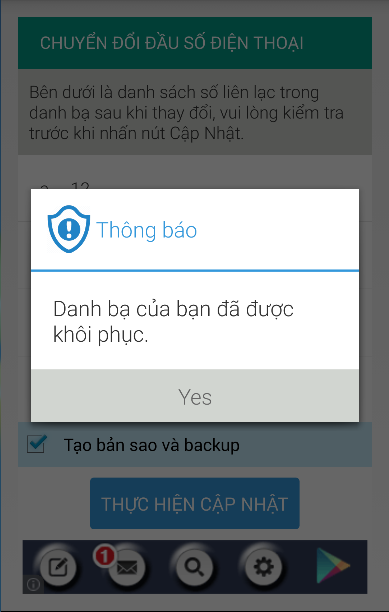 CHUYỂN ĐỔI ĐẦU SỐ ĐIỆN THOẠI
Bên dưới là danh sách số liên lạc trong
danh bạ sau khi thay đổi, vui lòng kiểm tra
trước khi nhấn nút Cập Nhật.
Thông báo
Danh bạ của bạn đã được
khôi phục.
Yes
Tạo bản sao và backup
THỰC HIỆN CẬP NHẬT
1